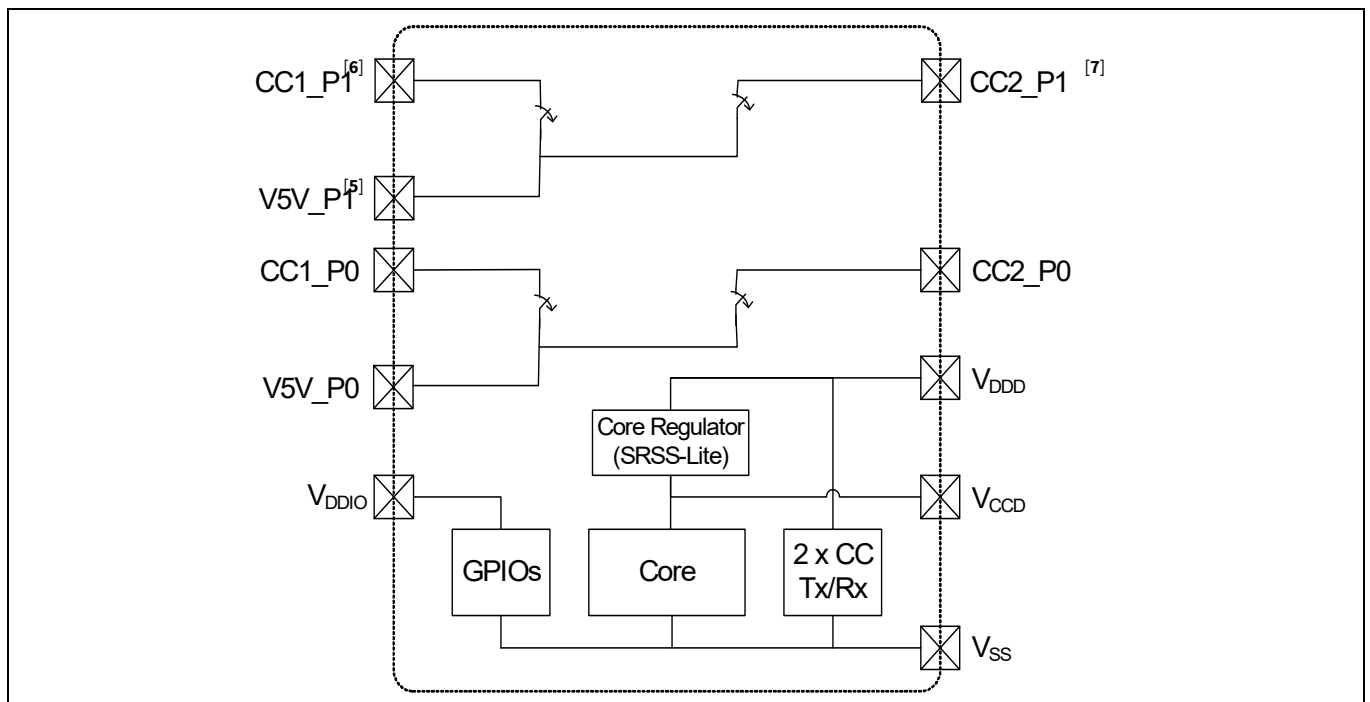 CC1_P1[6]
CC2_P1 [7]
V5V_P1[5]
CC1_P0
CC2_P0
V5V_P0
VDDD
Core Regulator
(SRSS-Lite)
VDDIO
VCCD
GPIOs
Core
2 x CC
Tx/Rx
VSS